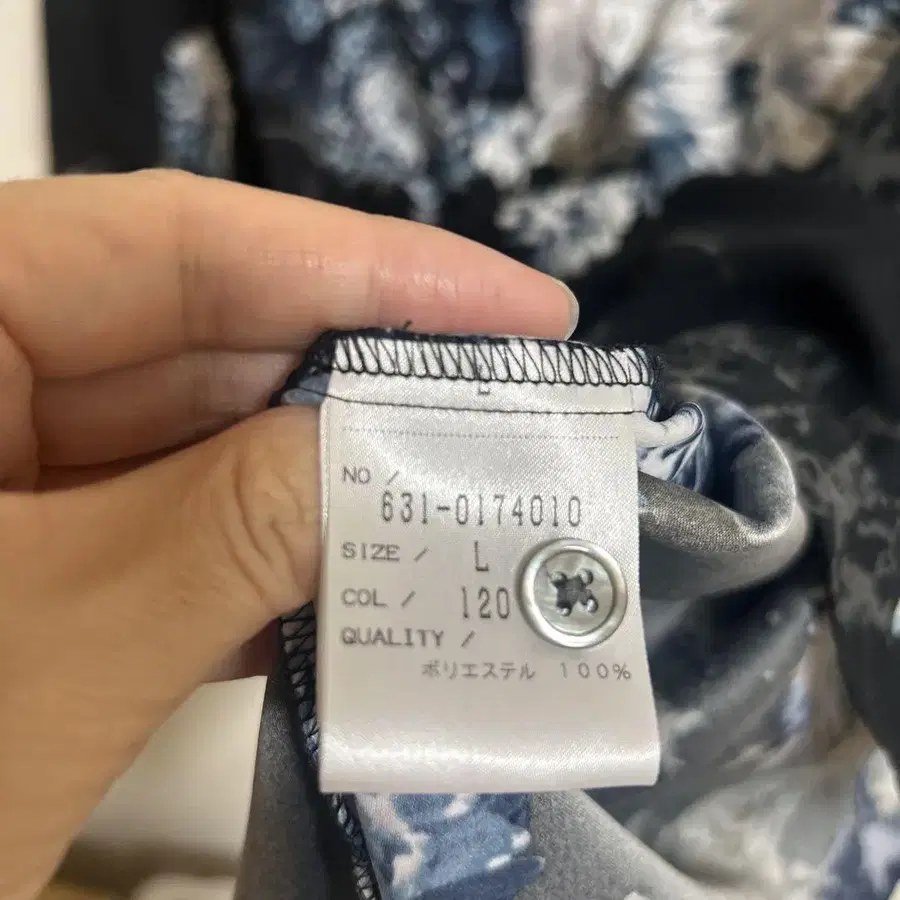 L
NO /
631-0174010
SIZE / L
COL / 120
QUALITY /
ポリエステル 100%